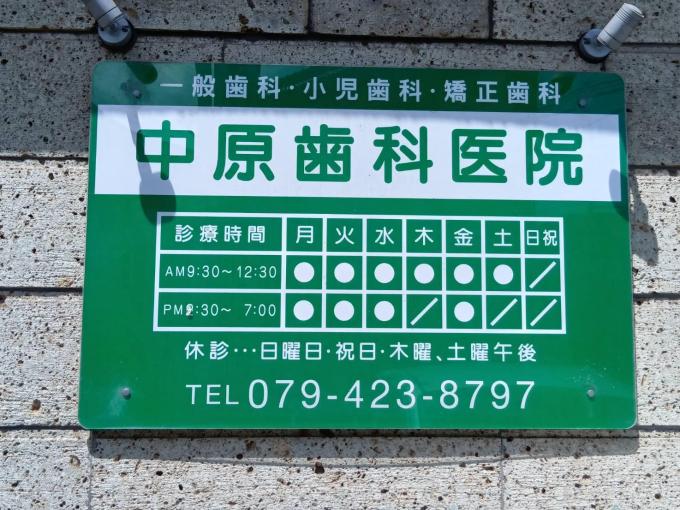 一般歯科・小児歯科・矯正歯科
中原歯科医院
診療時間 月 火 水 木 金 土 日祝
AM9:30～12:30 ● ● ● ● ● ● ／
PM2:30～ 7:00 ● ● ● ／ ● ／ ／
休診…日曜日・祝日・木曜、土曜午後
TEL 079-423-8797